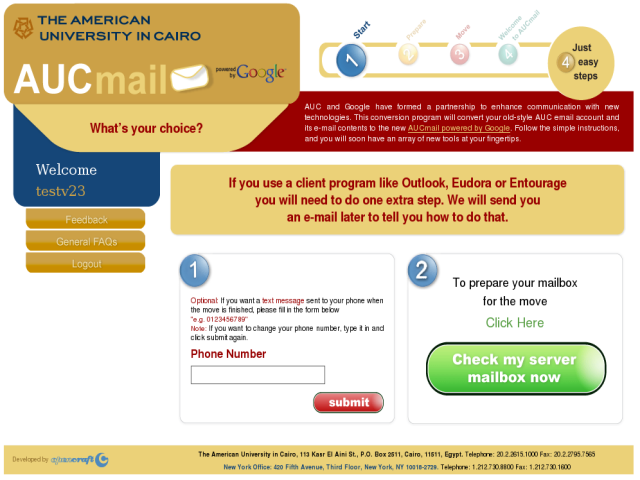 THE AMERICAN
UNIVERSITY IN CAIRO
AUCmail
powered
by Google
What's your choice?
Start
Prepare
Move
Welcome
to AUCmail
1
2
3
4
Just
4 easy
steps
AUC and Google have formed a partnership to enhance communication with new
technologies. This conversion program will convert your old-style AUC email account and
its e-mail contents to the new AUCmail powered by Google. Follow the simple instructions,
and you will soon have an array of new tools at your fingertips.
Welcome
testv23
Feedback
General FAQs
Logout
If you use a client program like Outlook, Eudora or Entourage
you will need to do one extra step. We will send you
an e-mail later to tell you how to do that.
1
Optional: If you want a text message sent to your phone when
the move is finished, please fill in the form below
"e.g. 0123456789"
Note: If you want to change your phone number, type it in and
click submit again.
Phone Number
submit
2
To prepare your mailbox
for the move
Click Here
Check my server
mailbox now
Developed by openCraft
The American University in Cairo, 113 Kasr El Aini St., P.O. Box 2511, Cairo, 11511, Egypt. Telephone: 20.2.2615.1000 Fax: 20.2.2795.7565
New York Office: 420 Fifth Avenue, Third Floor, New York, NY 10018-2729. Telephone: 1.212.730.8800 Fax: 1.212.730.1600